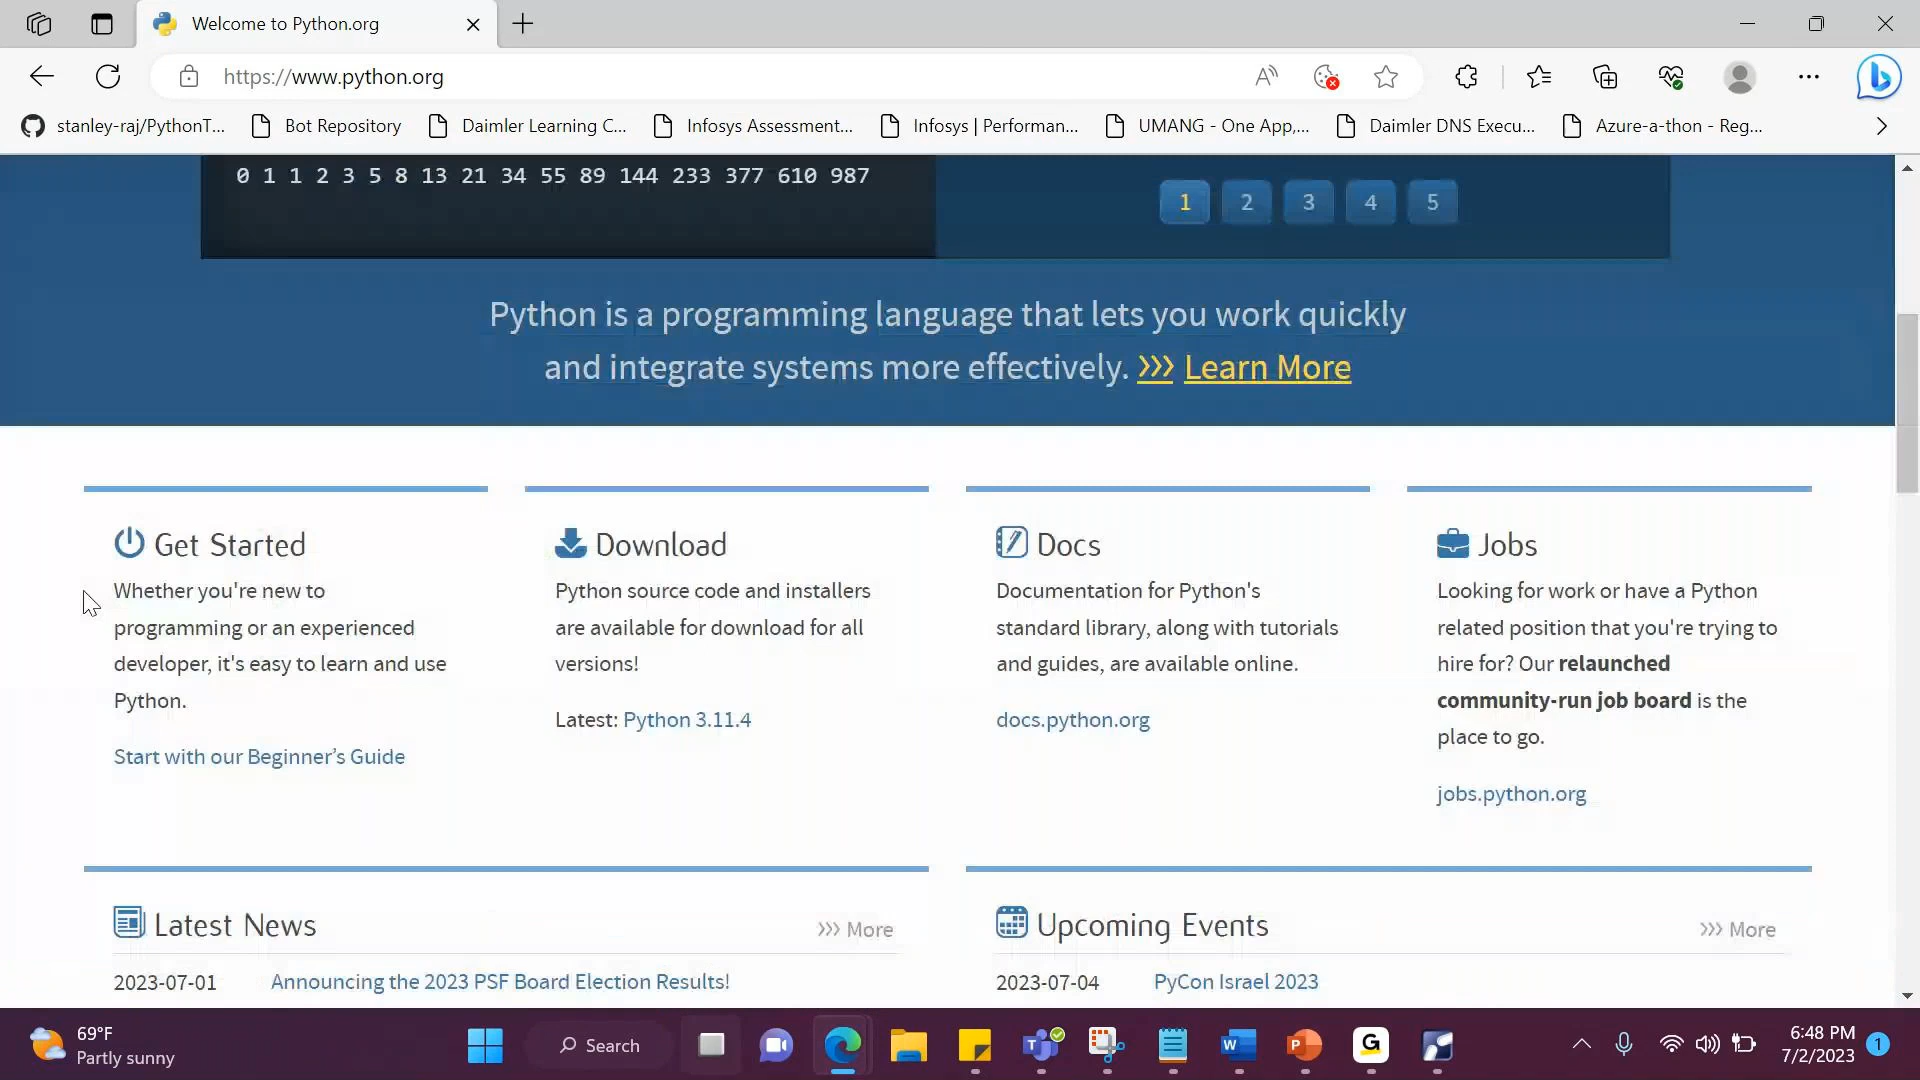 Welcome to Python.org
https://www.python.org
stanley-raj/PythonT...
Bot Repository
Daimler Learning C...
Infosys Assessment...
Infosys | Performan...
UMANG - One App,...
Daimler DNS Execu...
Azure-a-thon - Reg...
0 1 1 2 3 5 8 13 21 34 55 89 144 233 377 610 987
1 2 3 4 5
Python is a programming language that lets you work quickly
and integrate systems more effectively. >>> Learn More
Get Started
Whether you're new to
programming or an experienced
developer, it's easy to learn and use
Python.
Start with our Beginner’s Guide
Download
Python source code and installers
are available for download for all
versions!
Latest: Python 3.11.4
Docs
Documentation for Python's
standard library, along with tutorials
and guides, are available online.
docs.python.org
Jobs
Looking for work or have a Python
related position that you're trying to
hire for? Our relaunched
community-run job board is the
place to go.
jobs.python.org
Latest News
>>> More
2023-07-01 Announcing the 2023 PSF Board Election Results!
Upcoming Events
>>> More
2023-07-04 PyCon Israel 2023
69°F
Partly sunny
Search
6:48 PM
7/2/2023
1